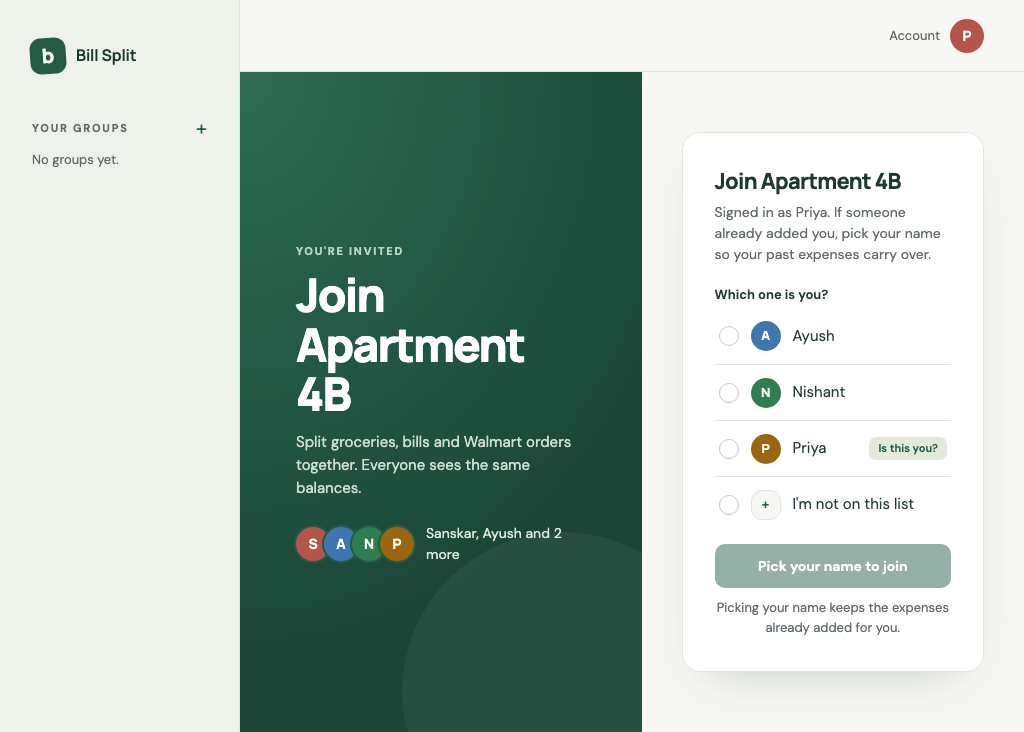 b
Bill Split
Account
P
YOUR GROUPS
+
No groups yet.
YOU'RE INVITED
Join
Apartment
4B
Split groceries, bills and Walmart orders
together. Everyone sees the same
balances.
S A N P
Sanskar, Ayush and 2
more
Join Apartment 4B
Signed in as Priya. If someone
already added you, pick your name
so your past expenses carry over.
Which one is you?
A Ayush
N Nishant
P Priya Is this you?
+ I'm not on this list
Pick your name to join
Picking your name keeps the expenses
already added for you.